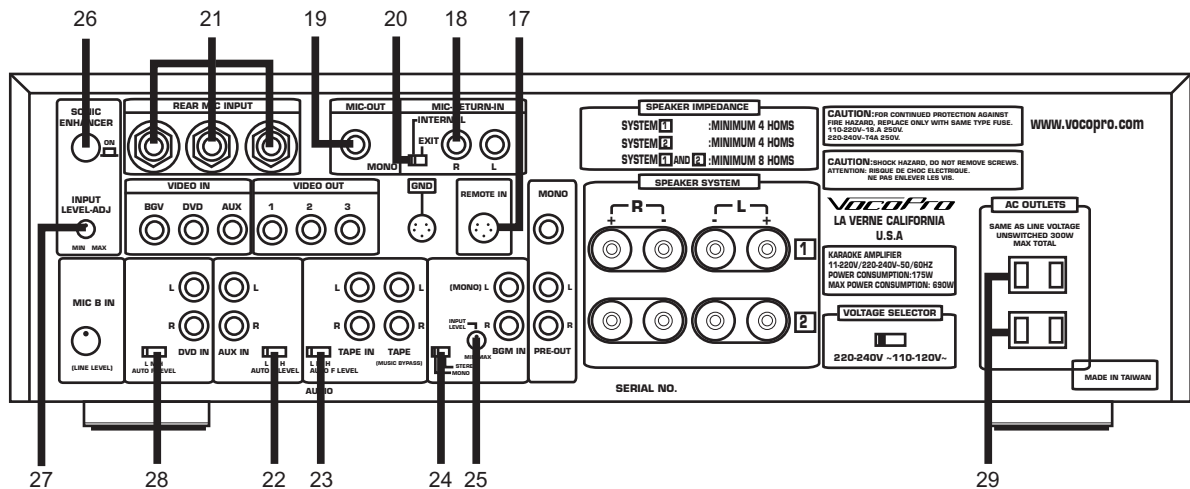 26 21 19 20 18 17
SONIC
ENHANCER
ON
REAR MIC INPUT
MIC-OUT
MIC-RETURN-IN
INTERNAL
EXIT
MONO
R L
SPEAKER IMPEDANCE
SYSTEM 1 :MINIMUM 4 HOMS
SYSTEM 2 :MINIMUM 4 HOMS
SYSTEM 1 AND 2 :MINIMUM 8 HOMS
CAUTION:FOR CONTINUED PROTECTION AGAINST
FIRE HAZARD, REPLACE ONLY WITH SAME TYPE FUSE.
110-220V~18.A 250V.
220-240V~T4A 250V.
www.vocopro.com
CAUTION:SHOCK HAZARD, DO NOT REMOVE SCREWS.
ATTENTION: RISQUE DE CHOC ELECTRIQUE.
NE PAS ENLEVER LES VIS.
INPUT
LEVEL-ADJ
MIN MAX
VIDEO IN
BGV DVD AUX
VIDEO OUT
1 2 3
GND
REMOTE IN
MONO
SPEAKER SYSTEM
R L
+ - - +
1
2
VocoPro
LA VERNE CALIFORNIA
U.S.A
KARAOKE AMPLIFIER
11-220V/220-240V~50/60HZ
POWER CONSUMPTION:175W
MAX POWER CONSUMPTION: 690W
AC OUTLETS
SAME AS LINE VOLTAGE
UNSWITCHED 300W
MAX TOTAL
MIC B IN
(LINE LEVEL)
L
R
DVD IN
AUTO F LEVEL
L
R
AUX IN
AUTO F LEVEL
L L
R R
TAPE IN
TAPE
(MUSIC BYPASS)
AUTO F LEVEL
(MONO) L
INPUT
LEVEL
R
MIN MAX
BGM IN
STEREO
MONO
L
R
PRE-OUT
AUDIO
VOLTAGE SELECTOR
220-240V ~110-120V~
SERIAL NO.
MADE IN TAIWAN
27 28 22 23 24 25 29